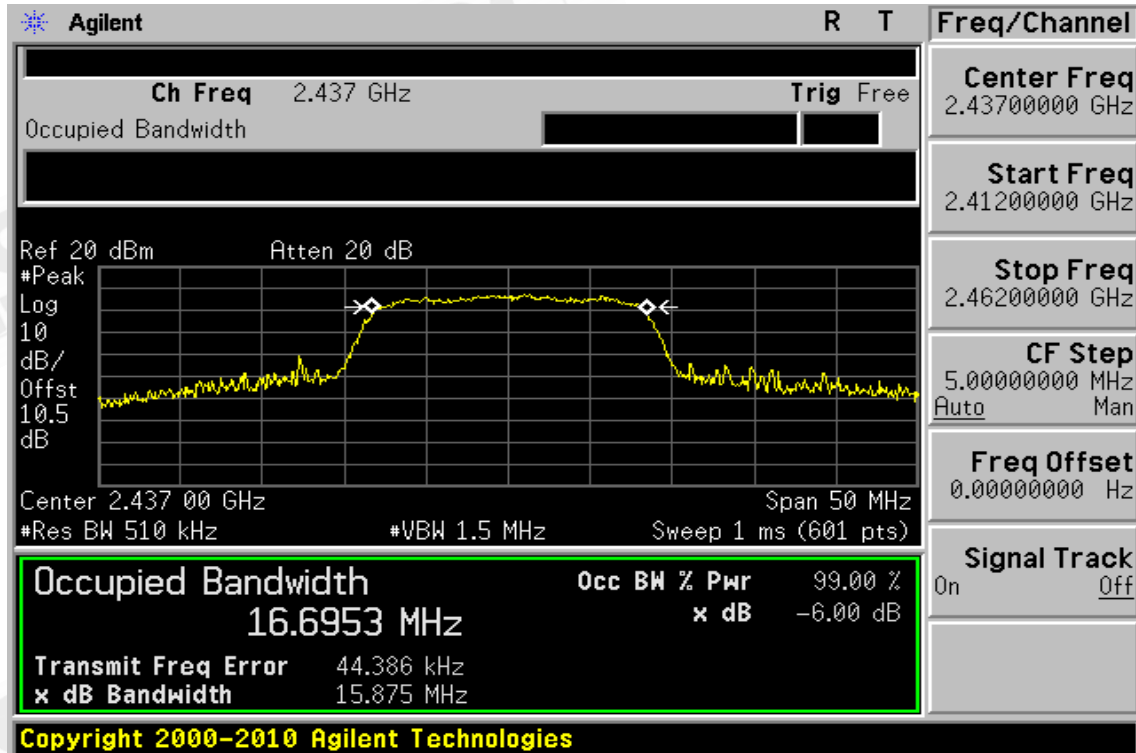 Agilent R T
Ch Freq 2.437 GHz Trig Free
Occupied Bandwidth
Ref 20 dBm Atten 20 dB
#Peak
Log
10
dB/
Offst
10.5
dB
Center 2.437 00 GHz Span 50 MHz
#Res BW 510 kHz #VBW 1.5 MHz Sweep 1 ms (601 pts)
Occupied Bandwidth
16.6953 MHz
Occ BW % Pwr 99.00 %
x dB -6.00 dB
Transmit Freq Error 44.386 kHz
x dB Bandwidth 15.875 MHz
Copyright 2000-2010 Agilent Technologies
Freq/Channel
Center Freq
2.43700000 GHz
Start Freq
2.41200000 GHz
Stop Freq
2.46200000 GHz
CF Step
5.00000000 MHz
Auto Man
Freq Offset
0.00000000 Hz
Signal Track
On Off